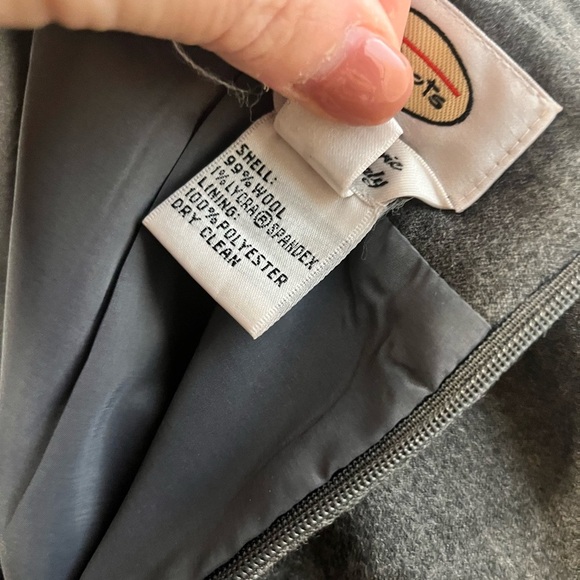 SHELL:
99% WOOL
1% LYCRA® SPANDEX
LINING:
100% POLYESTER
DRY CLEAN